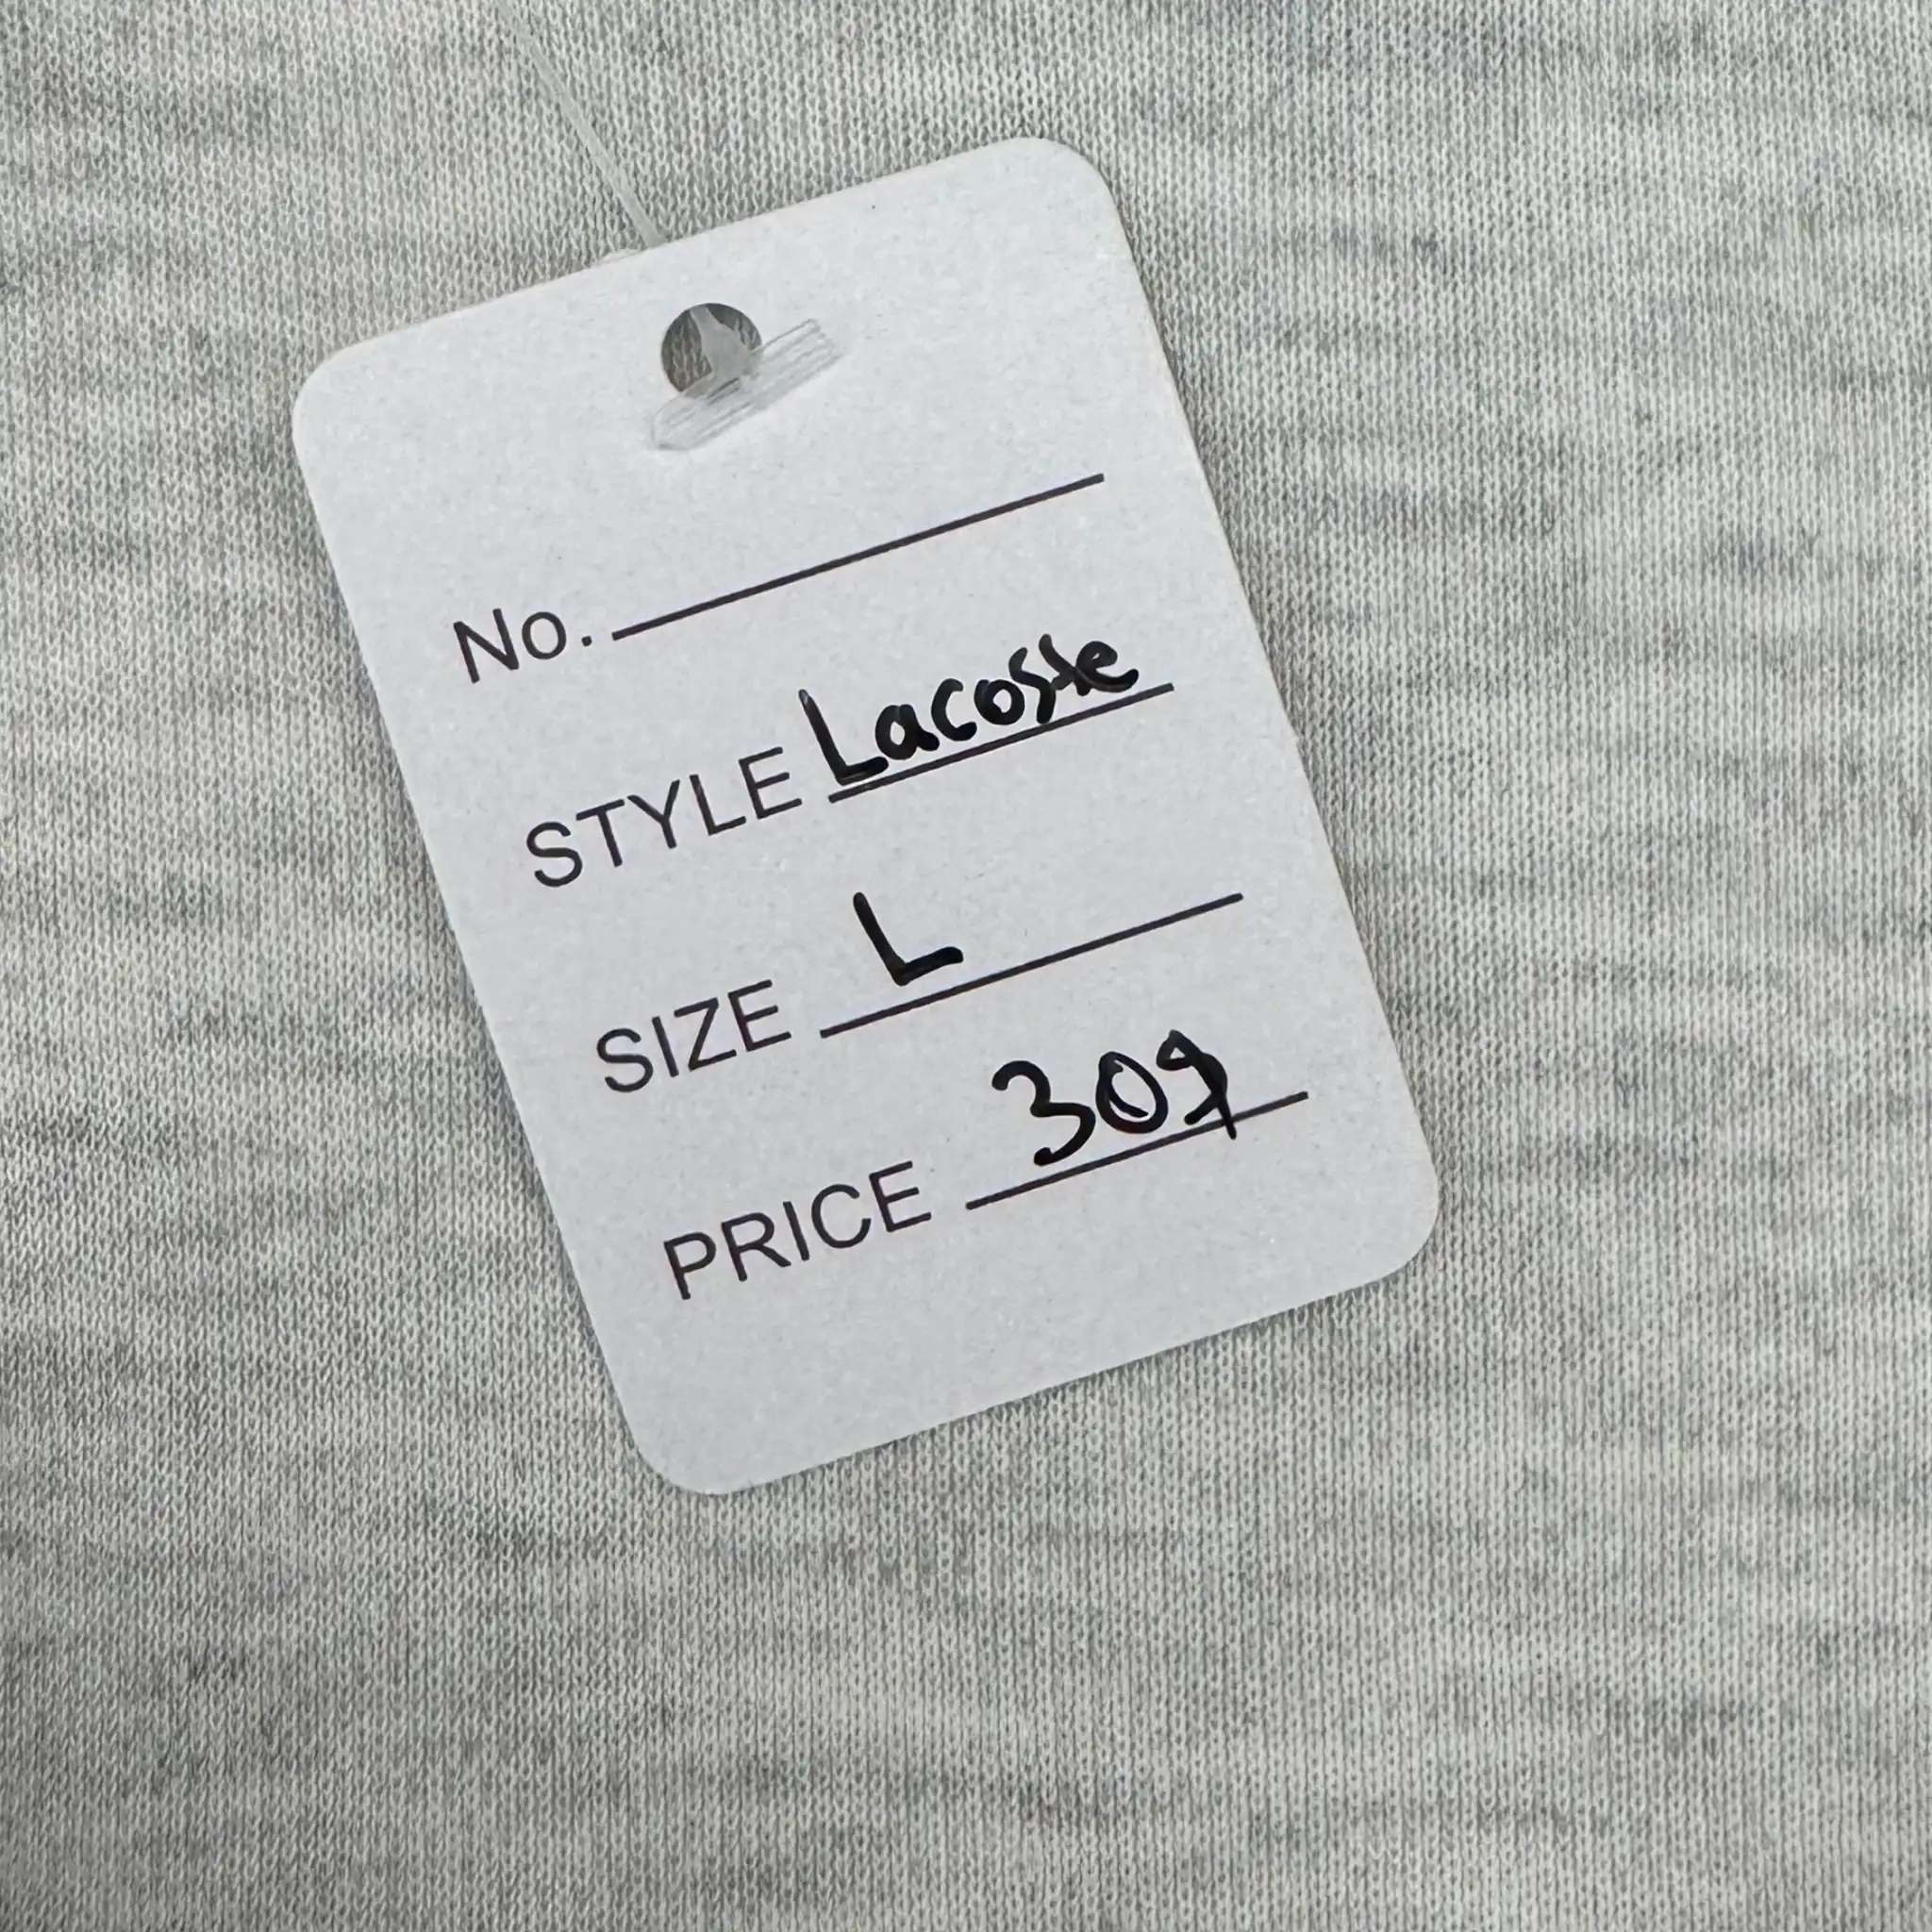 No.
STYLE Lacoste
SIZE L
PRICE 309